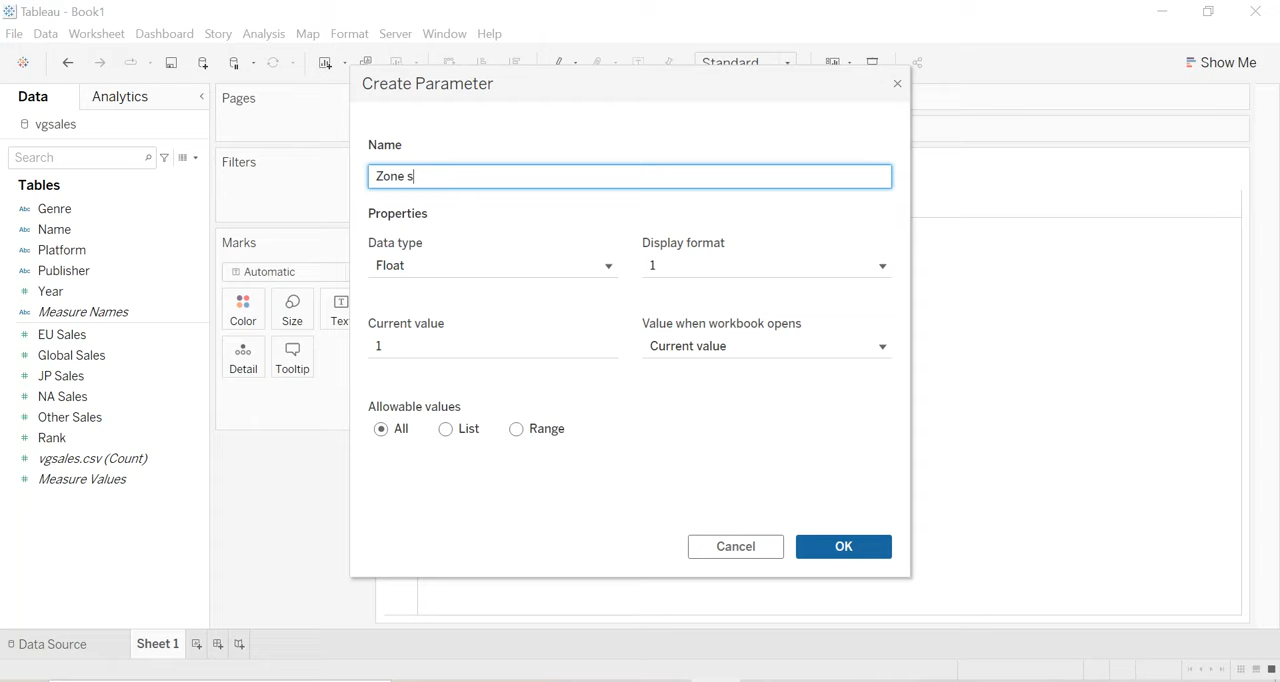 Tableau - Book1
File Data Worksheet Dashboard Story Analysis Map Format Server Window Help
Standard
Show Me
Data Analytics
Pages
vgsales
Search
Filters
Tables
Genre
Name
Platform
Publisher
Year
Measure Names
EU Sales
Global Sales
JP Sales
NA Sales
Other Sales
Rank
vgsales.csv (Count)
Measure Values
Marks
Automatic
Color Size Text
Detail Tooltip
Create Parameter
Name
Zone s
Properties
Data type Display format
Float 1
Current value Value when workbook opens
1 Current value
Allowable values
All List Range
Cancel OK
Data Source Sheet 1